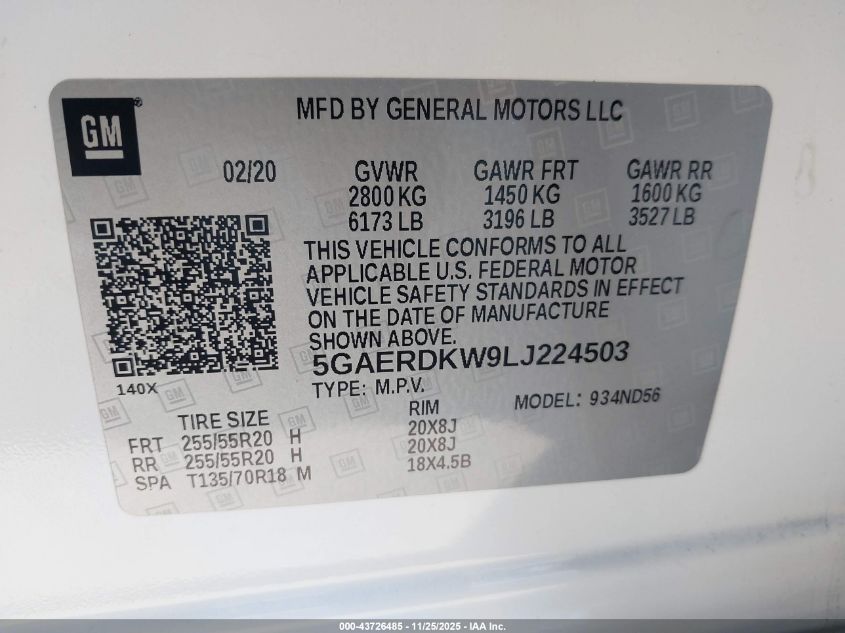 GM
MFD BY GENERAL MOTORS LLC
02/20 GVWR GAWR FRT GAWR RR
2800 KG 1450 KG 1600 KG
6173 LB 3196 LB 3527 LB
THIS VEHICLE CONFORMS TO ALL
APPLICABLE U.S. FEDERAL MOTOR
VEHICLE SAFETY STANDARDS IN EFFECT
ON THE DATE OF MANUFACTURE
SHOWN ABOVE.
5GAERDKW9LJ224503
140X
TYPE: M.P.V.
MODEL: 934ND56
TIRE SIZE RIM
FRT 255/55R20 H 20X8J
RR 255/55R20 H 20X8J
SPA T135/70R18 M 18X4.5B
000-43726485 - 11/25/2025 - IAA Inc.